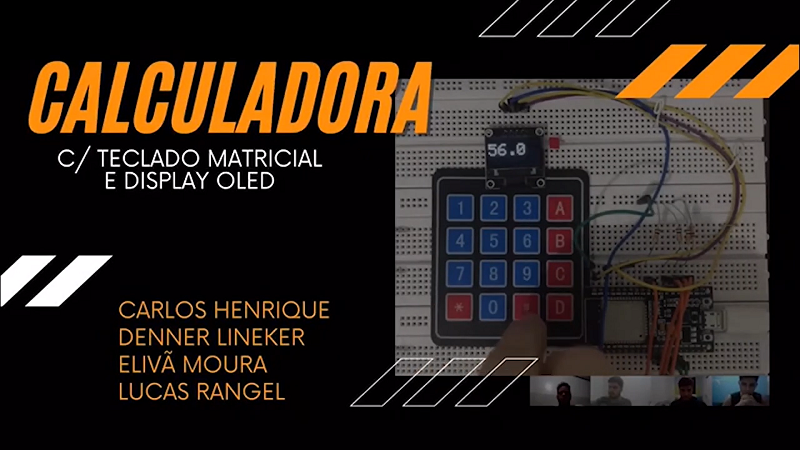 CALCULADORA
C/ TECLADO MATRICIAL
E DISPLAY OLED
56.0
1 2 3 A
4 5 6 B
7 8 9 C
* 0 D
CARLOS HENRIQUE
DENNER LINEKER
ELIVÃ MOURA
LUCAS RANGEL